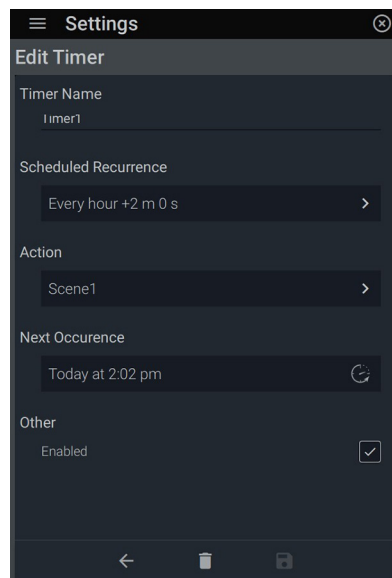 Settings
Edit Timer
Timer Name
Timer1
Scheduled Recurrence
Every hour +2 m 0 s
Action
Scene1
Next Occurence
Today at 2:02 pm
Other
Enabled